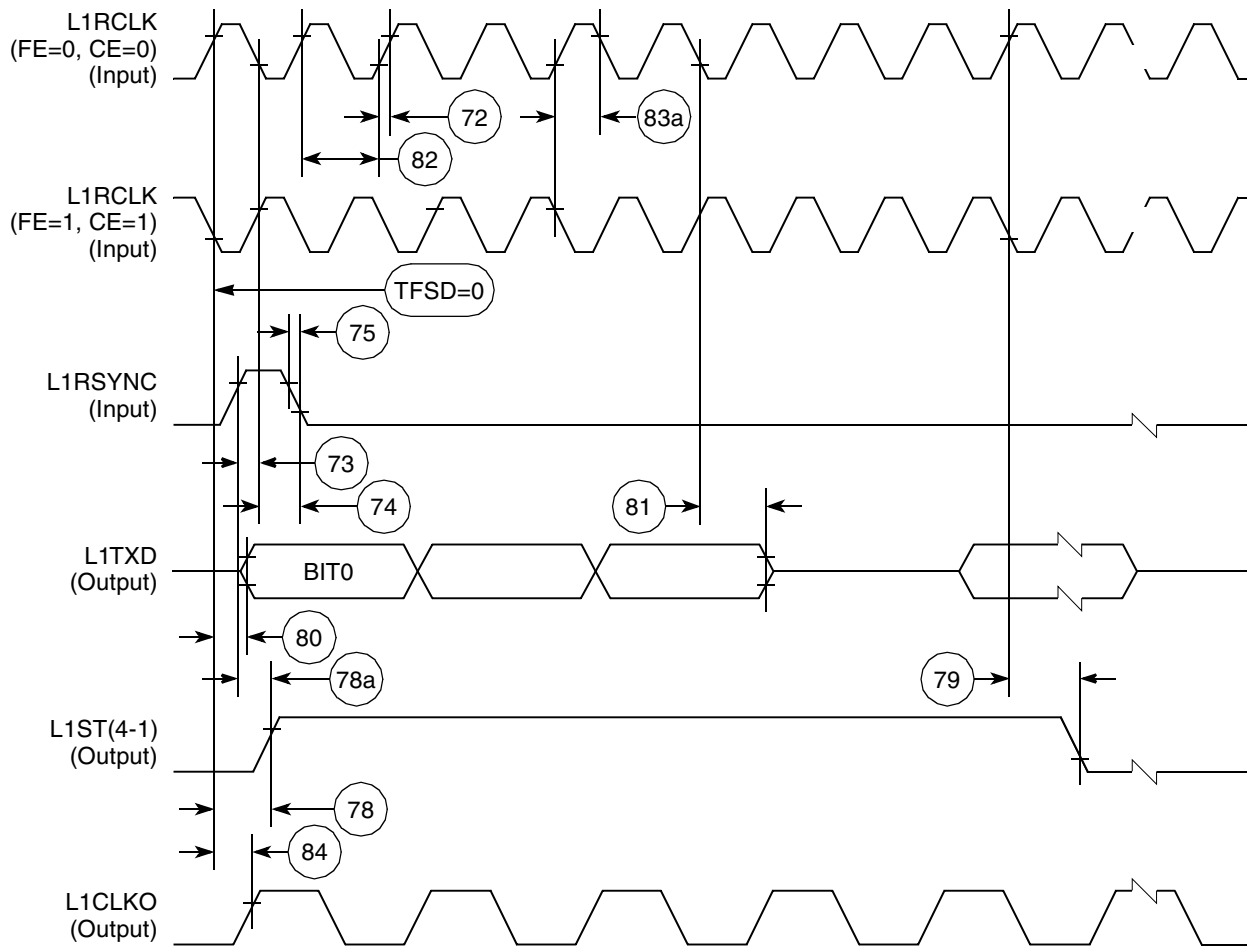 L1RCLK
(FE=0, CE=0)
(Input)
72
83a
82
L1RCLK
(FE=1, CE=1)
(Input)
TFSD=0
75
L1RSYNC
(Input)
73
74
81
L1TXD
(Output)
BIT0
80
78a
79
L1ST(4-1)
(Output)
78
84
L1CLKO
(Output)